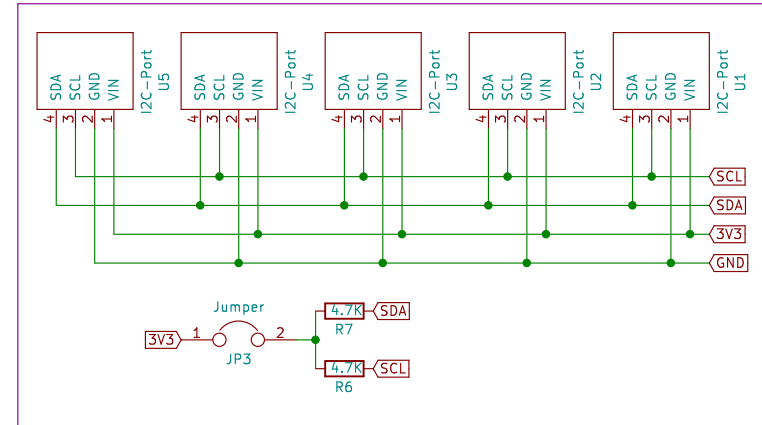 SDA
SCL
GND
VIN
I2C-Port
U5
SDA
SCL
GND
VIN
I2C-Port
U4
SDA
SCL
GND
VIN
I2C-Port
U3
SDA
SCL
GND
VIN
I2C-Port
U2
SDA
SCL
GND
VIN
I2C-Port
U1
4 3 2 1
4 3 2 1
4 3 2 1
4 3 2 1
4 3 2 1
SCL
SDA
3V3
GND
Jumper
3V3 1 2
JP3
4.7K SDA
R7
4.7K SCL
R6